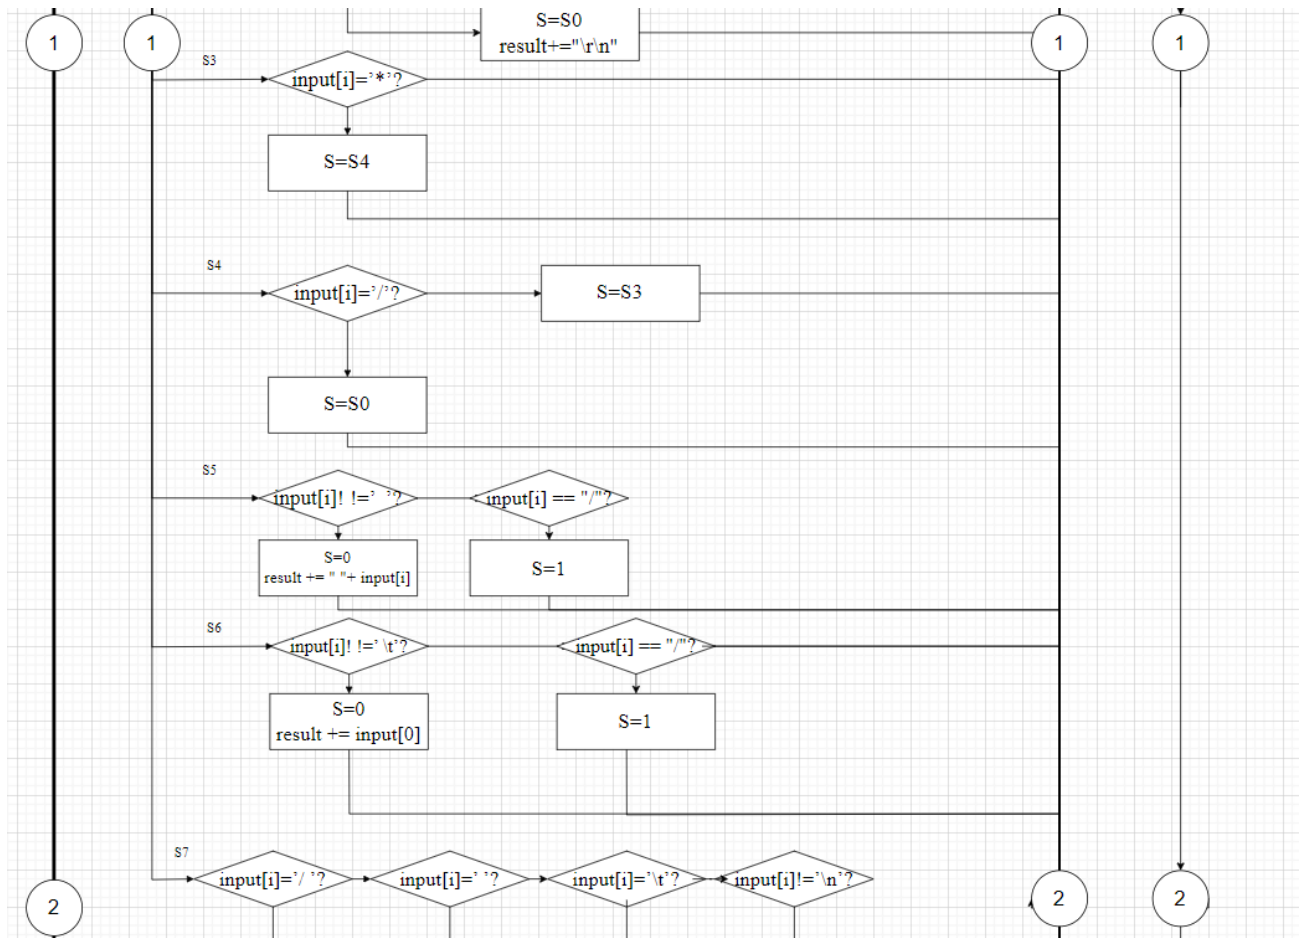 S=S0
result+="\r\n"
1
1
1
1
S3
input[i]='*'?
S=S4
S4
input[i]='/'?
S=S3
S=S0
S5
input[i]! !=' '?
input[i] == "/"?
S=0
result += " "+ input[i]
S=1
S6
input[i]! !='\t'?
input[i] == "/"?
S=0
result += input[0]
S=1
S7
input[i]='/ '?
input[i]=' '?
input[i]='\t'?
input[i]!='\n'?
2
2
2